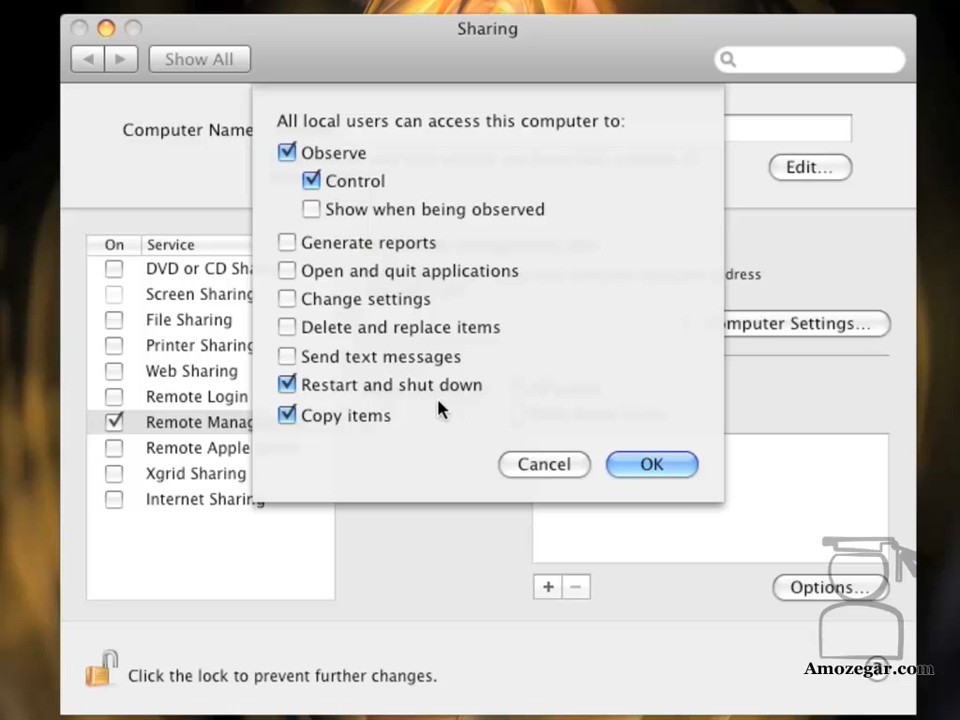 Sharing
Show All
Computer Name
Edit...
All local users can access this computer to:
Observe
Control
Show when being observed
Generate reports
Open and quit applications
Change settings
Delete and replace items
Send text messages
Restart and shut down
Copy items
Cancel
OK
On Service
DVD or CD Sha
Screen Sharing
File Sharing
Printer Sharing
Web Sharing
Remote Login
Remote Manag
Remote Apple
Xgrid Sharing
Internet Sharing
dress
mputer Settings...
Options...
Click the lock to prevent further changes.
Amozegar.com